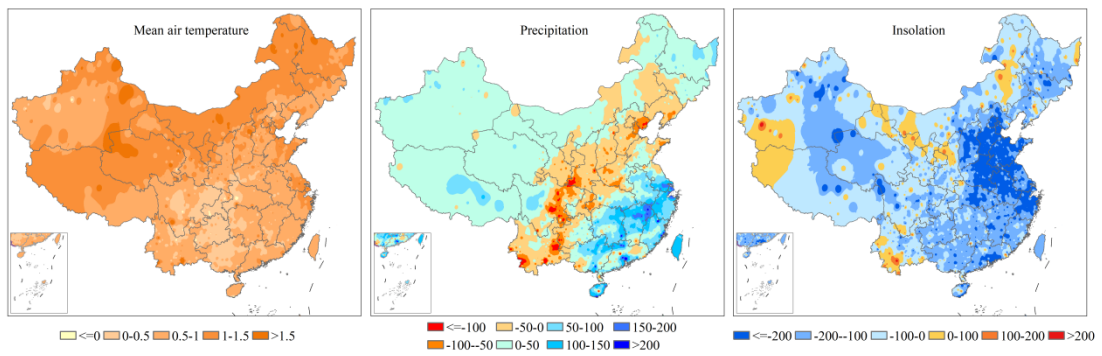 Mean air temperature
<=0 0-0.5 0.5-1 1-1.5 >1.5
Precipitation
<=-100 -50-0 50-100 150-200
-100--50 0-50 100-150 >200
Insolation
<=-200 -200--100 -100-0 0-100 100-200 >200